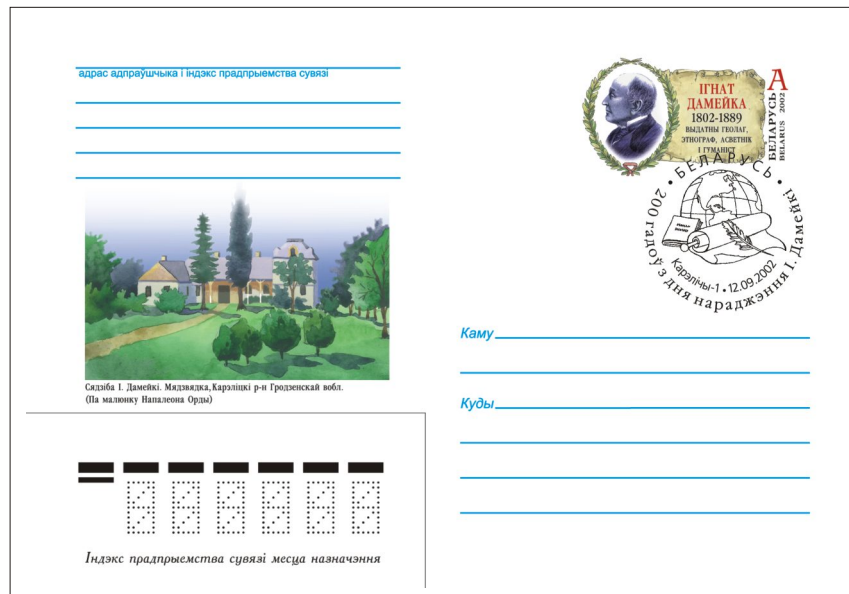 адрас адпраўшчыка і індэкс прадпрыемства сувязі
ІГНАТ
ДАМЕЙКА
1802-1889
ВЫДАТНЫ ГЕОЛАГ,
ЭТНОГРАФ, АСВЕТНІК
І ГУМАНІСТ
А
БЕЛАРУСЬ
BELARUS 2002
• БЕЛАРУСЬ •
200 гадоў з дня нараджэння І. Дамейкі
Карэлічы-1 • 12.09.2002
Сядзіба І. Дамейкі. Мядзвядка, Карэліцкі р-н Гродзенскай вобл.
(Па малюнку Напалеона Орды)
Каму
Куды
Індэкс прадпрыемства сувязі месца назначэння